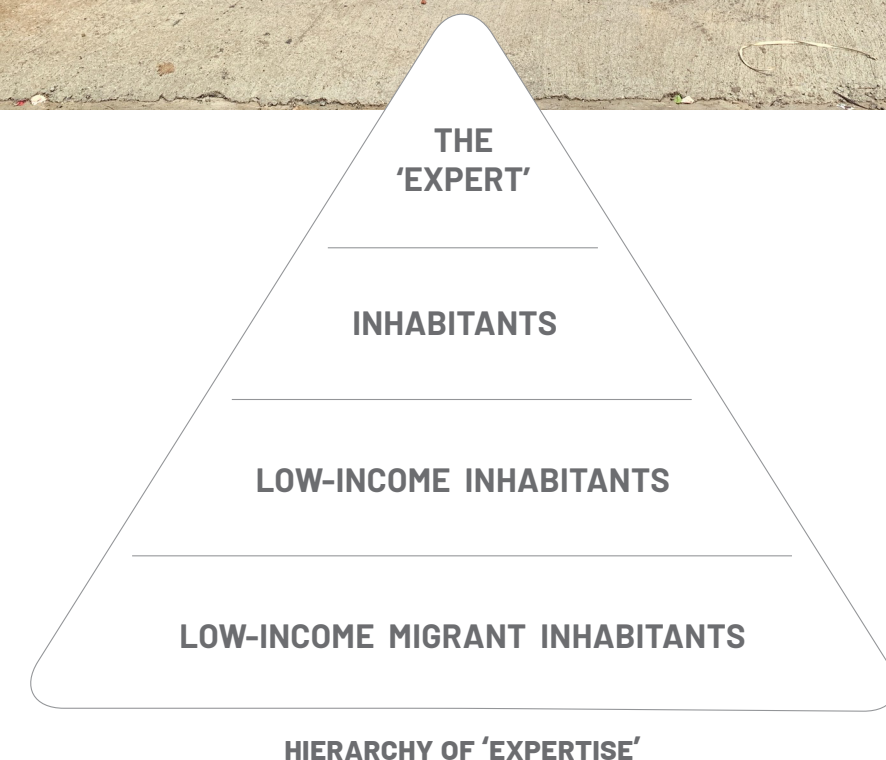 THE
‘EXPERT’
INHABITANTS
LOW-INCOME INHABITANTS
LOW-INCOME MIGRANT INHABITANTS
HIERARCHY OF ‘EXPERTISE’